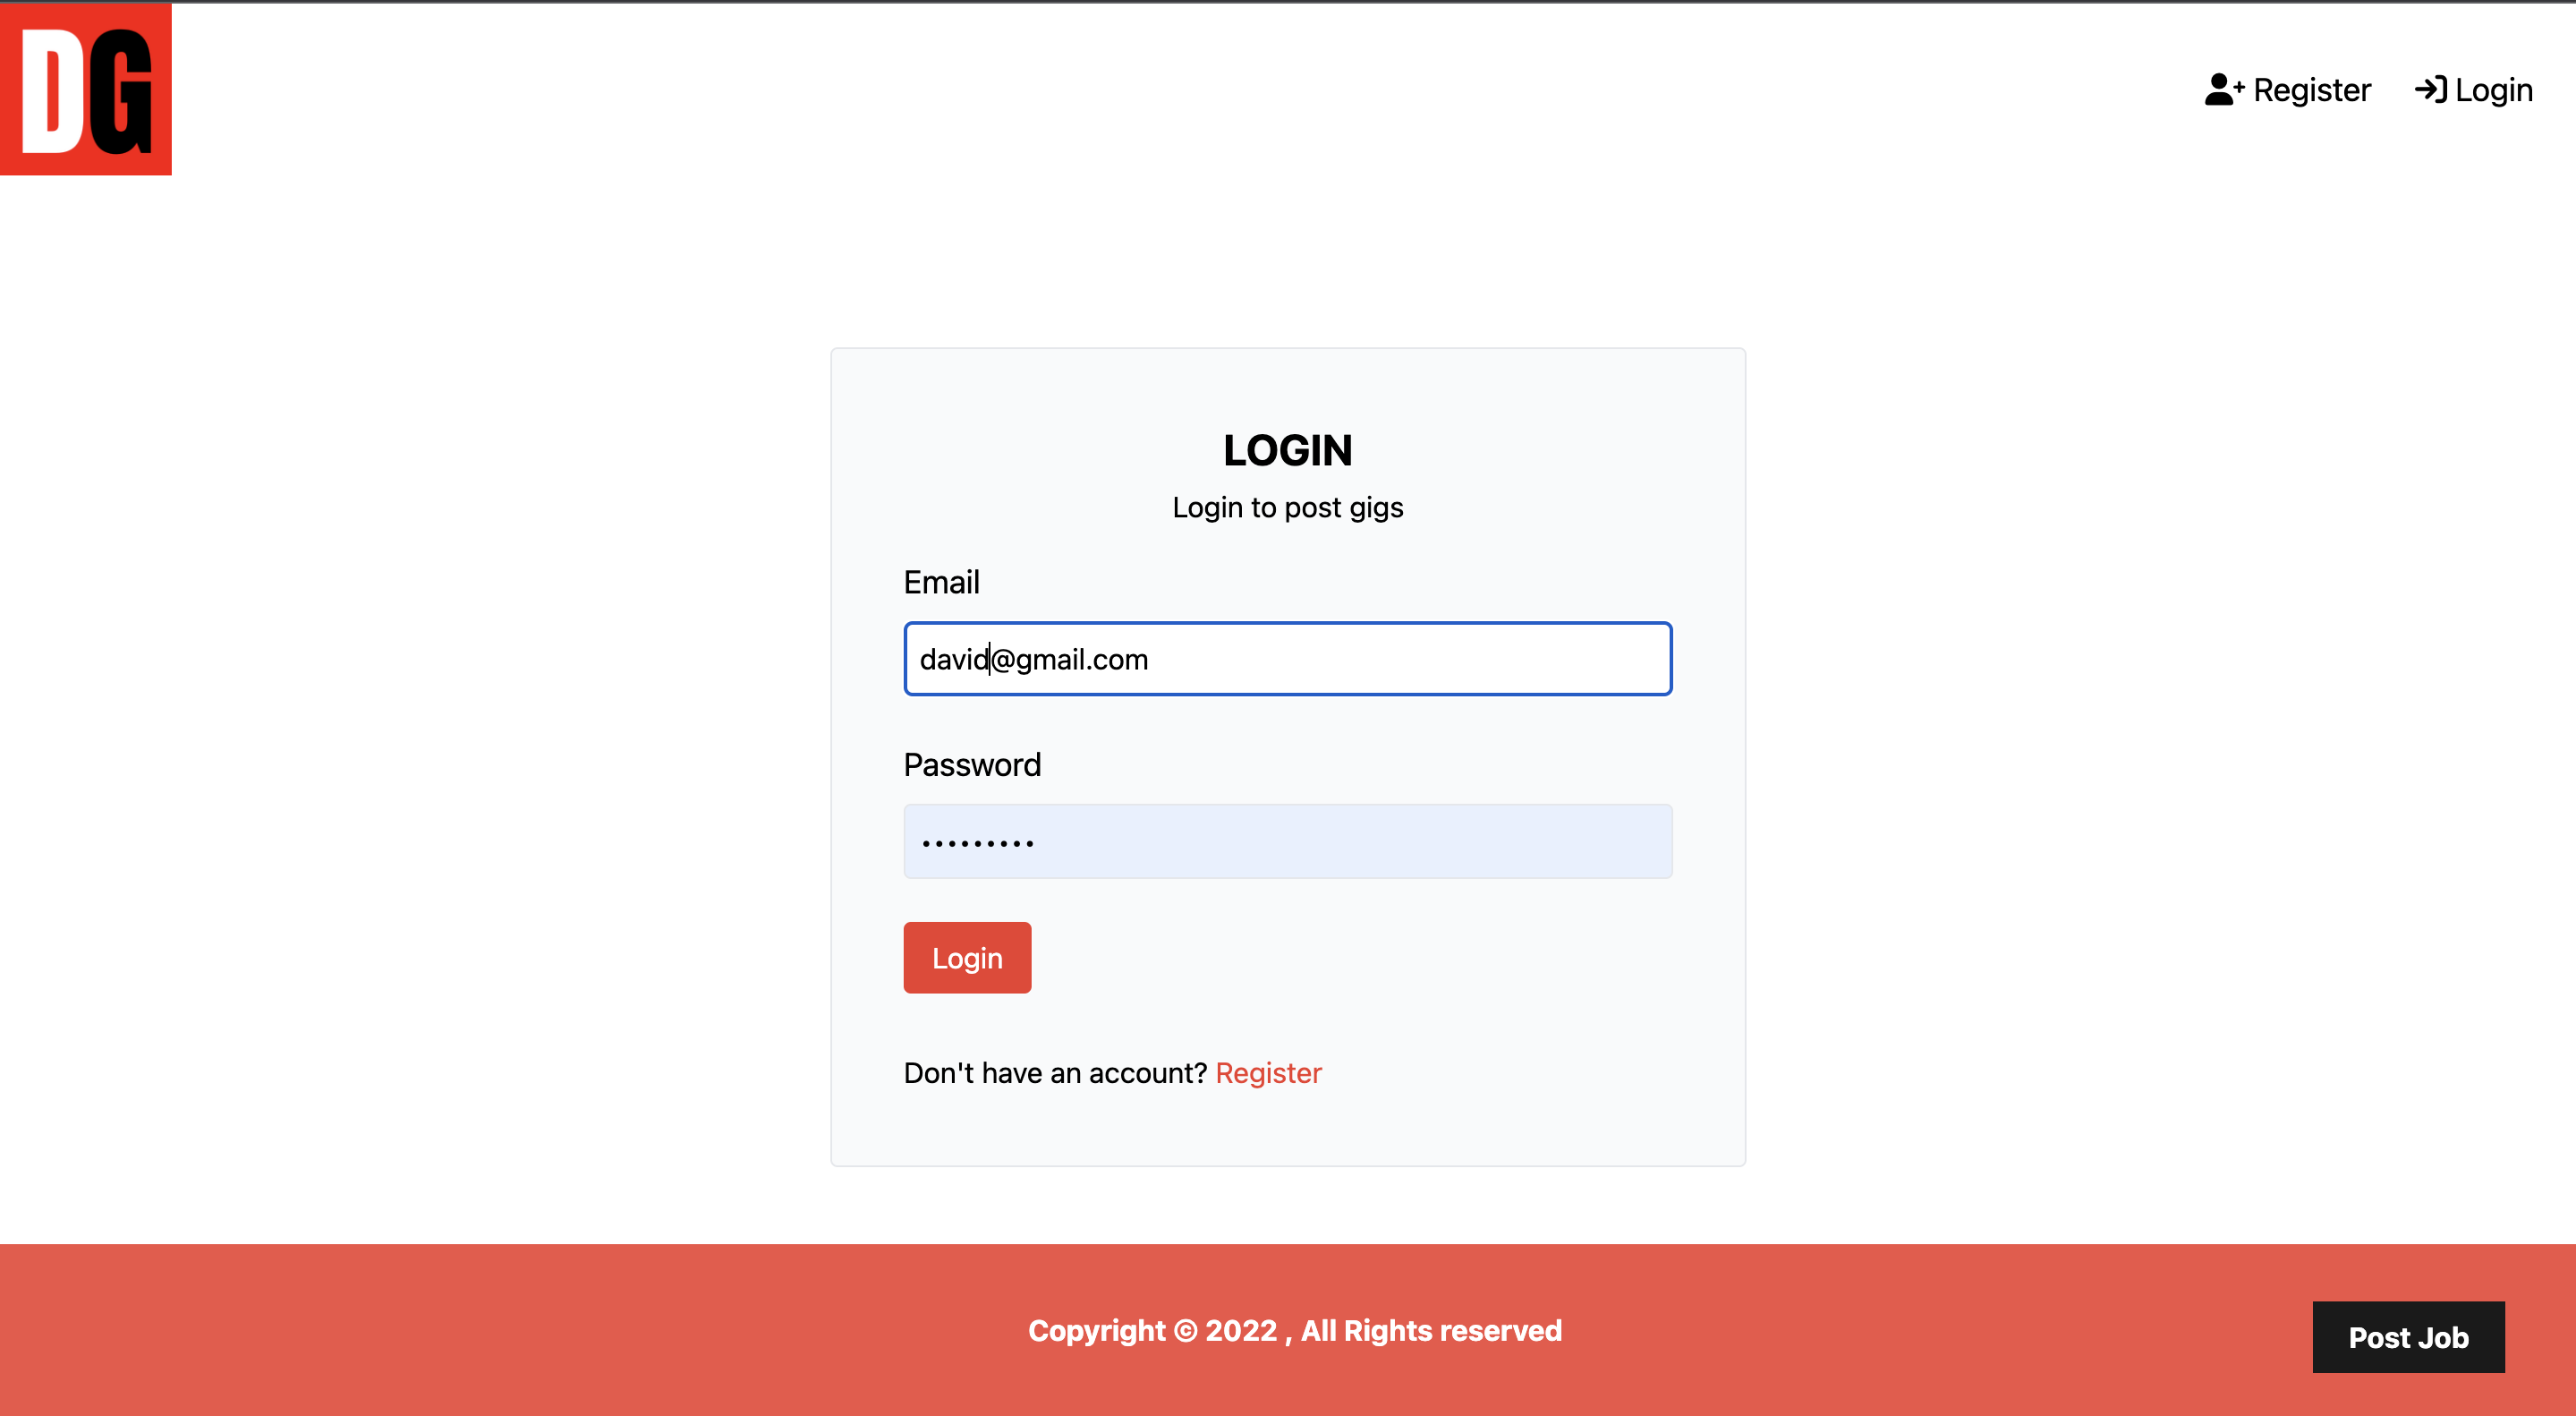 DG
Register Login
LOGIN
Login to post gigs
Email
david@gmail.com
Password
•••••••••
Login
Don't have an account? Register
Copyright © 2022 , All Rights reserved
Post Job